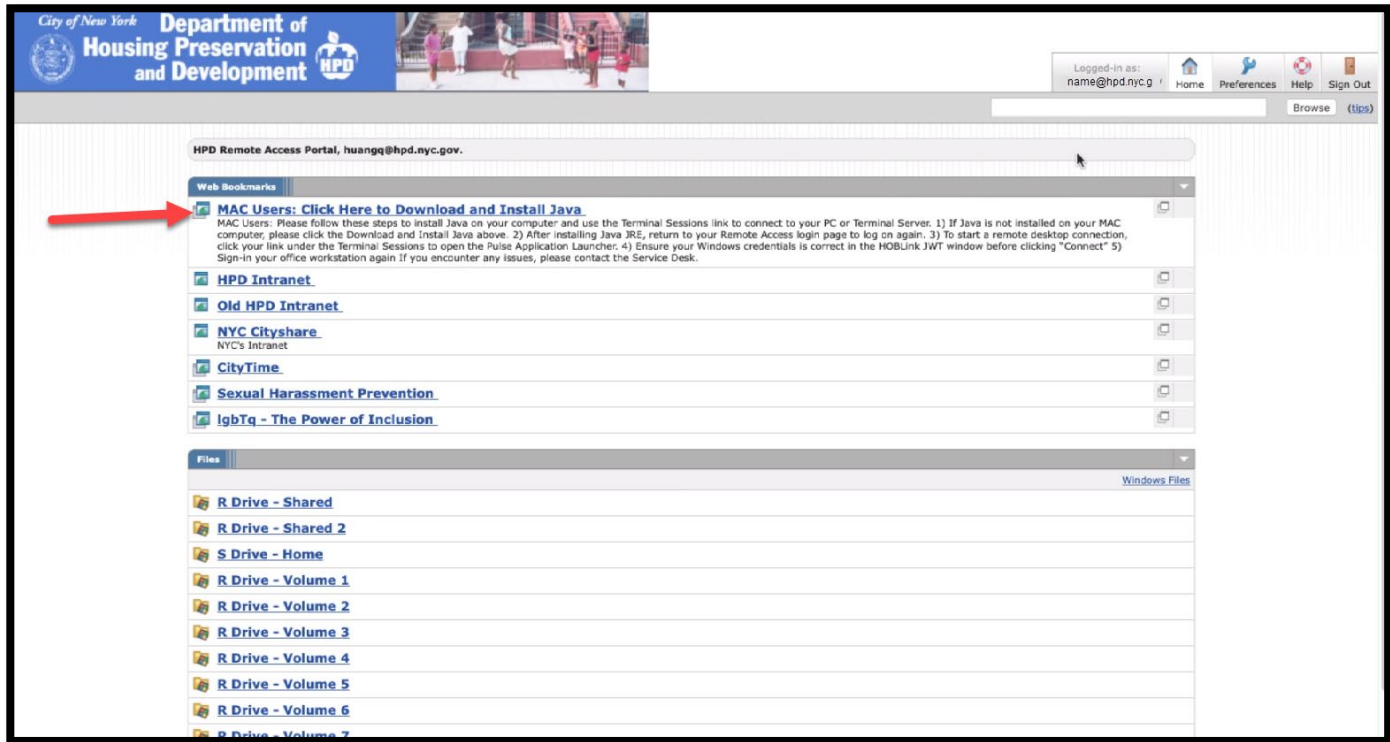 City of New York Department of
Housing Preservation
and Development HPD
Logged-in as:
name@hpd.nyc.g
Home Preferences Help Sign Out
Browse (tips)
HPD Remote Access Portal, huangq@hpd.nyc.gov.
Web Bookmarks
MAC Users: Click Here to Download and Install Java
MAC Users: Please follow these steps to install Java on your computer and use the Terminal Sessions link to connect to your PC or Terminal Server. 1) If Java is not installed on your MAC
computer, please click the Download and Install Java above. 2) After installing Java JRE, return to your Remote Access login page to log on again. 3) To start a remote desktop connection,
click your link under the Terminal Sessions to open the Pulse Application Launcher. 4) Ensure your Windows credentials is correct in the HOBLink JWT window before clicking “Connect” 5)
Sign-in your office workstation again If you encounter any issues, please contact the Service Desk.
HPD Intranet
Old HPD Intranet
NYC Cityshare
NYC's Intranet
CityTime
Sexual Harassment Prevention
lgbTq - The Power of Inclusion
Files
Windows Files
R Drive - Shared
R Drive - Shared 2
S Drive - Home
R Drive - Volume 1
R Drive - Volume 2
R Drive - Volume 3
R Drive - Volume 4
R Drive - Volume 5
R Drive - Volume 6
R Drive - Volume 7